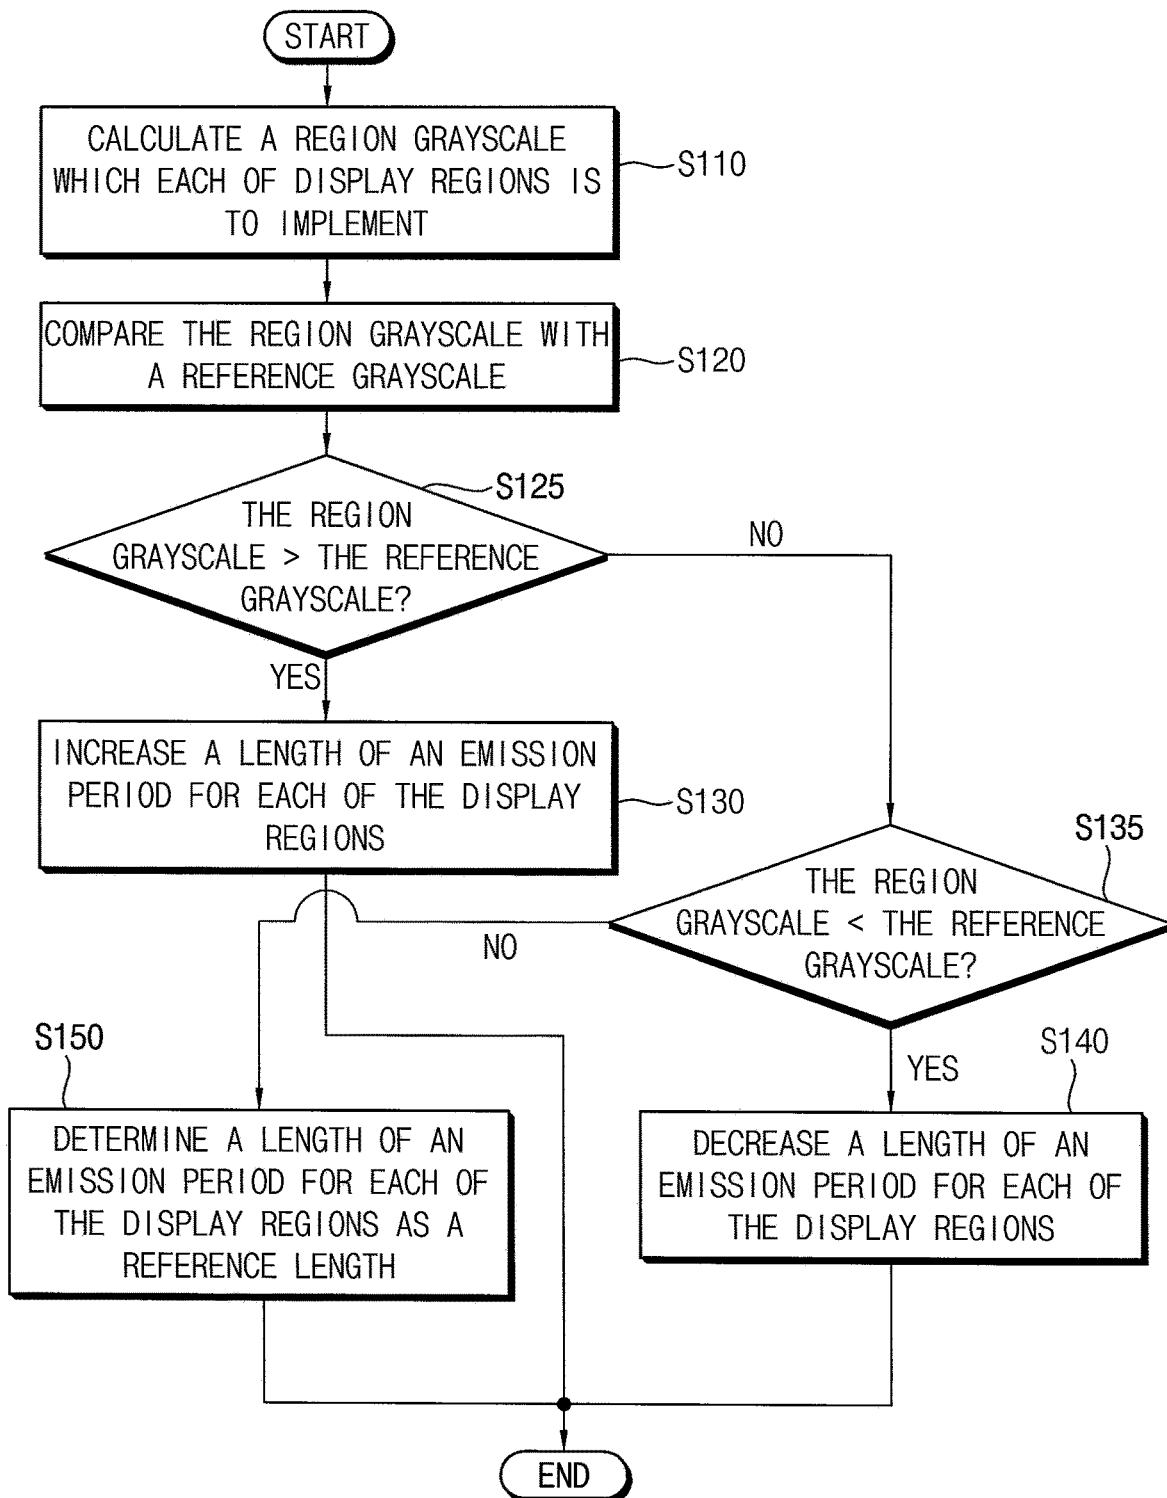 START
CALCULATE A REGION GRAYSCALE
WHICH EACH OF DISPLAY REGIONS IS
TO IMPLEMENT
S110
COMPARE THE REGION GRAYSCALE WITH
A REFERENCE GRAYSCALE
S120
S125
THE REGION
GRAYSCALE > THE REFERENCE
GRAYSCALE?
NO
YES
INCREASE A LENGTH OF AN EMISSION
PERIOD FOR EACH OF THE DISPLAY
REGIONS
S130
S135
THE REGION
GRAYSCALE < THE REFERENCE
GRAYSCALE?
NO
YES
S150
DETERMINE A LENGTH OF AN
EMISSION PERIOD FOR EACH OF
THE DISPLAY REGIONS AS A
REFERENCE LENGTH
S140
DECREASE A LENGTH OF AN
EMISSION PERIOD FOR EACH OF
THE DISPLAY REGIONS
END